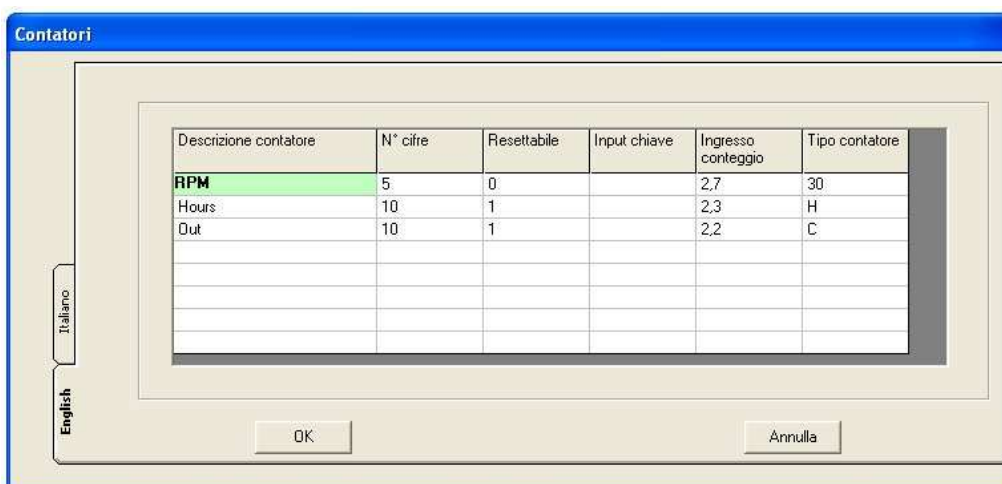 Contatori
Descrizione contatore N° cifre Resettabile Input chiave Ingresso conteggio Tipo contatore
RPM 5 0 2,7 30
Hours 10 1 2,3 H
Out 10 1 2,2 C
Italiano
English
OK Annulla